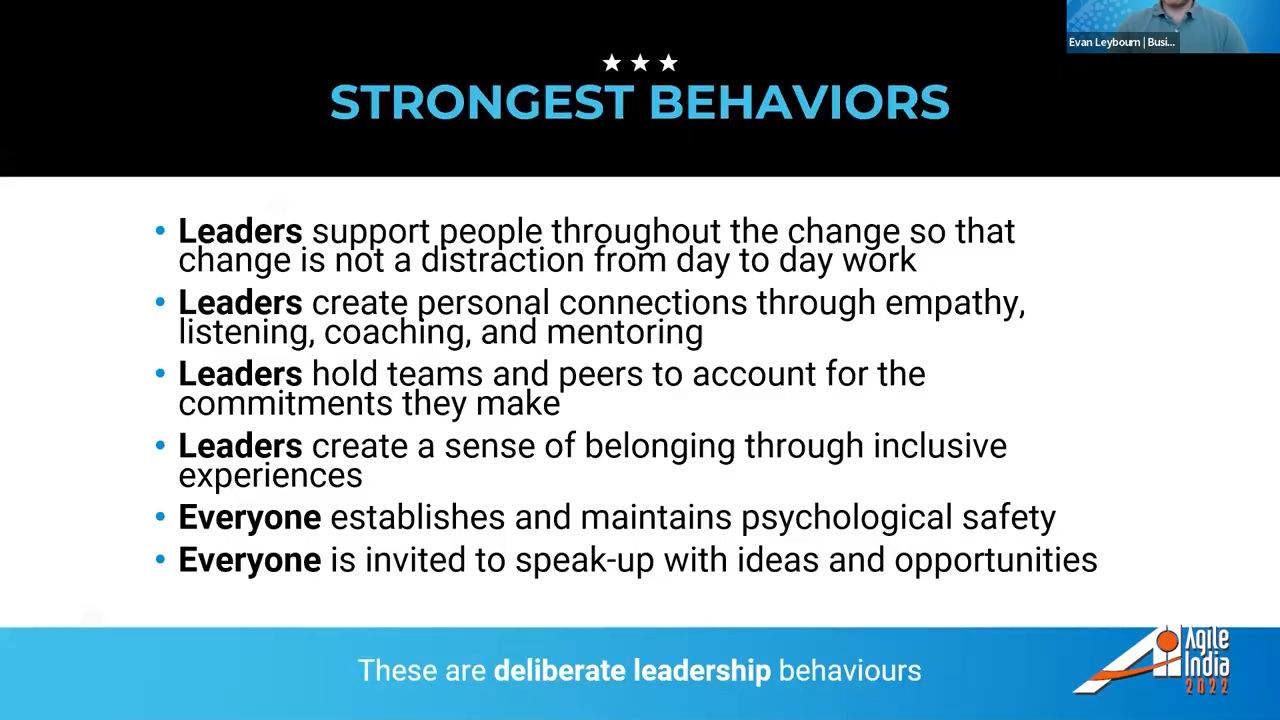 Evan Leybourn | Busi...
STRONGEST BEHAVIORS
• Leaders support people throughout the change so that
change is not a distraction from day to day work
• Leaders create personal connections through empathy,
listening, coaching, and mentoring
• Leaders hold teams and peers to account for the
commitments they make
• Leaders create a sense of belonging through inclusive
experiences
• Everyone establishes and maintains psychological safety
• Everyone is invited to speak-up with ideas and opportunities
These are deliberate leadership behaviours
Agile
India
2022